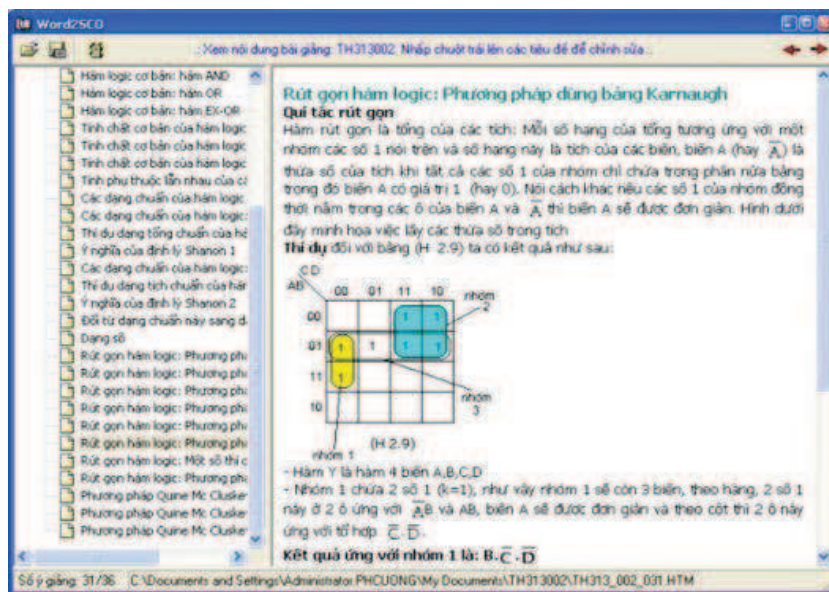 Word2SCO
.: Xem nội dung bài giảng: TH313002. Nhấp chuột trái lên các tiêu đề để chỉnh sửa...
Hàm logic cơ bản: hàm AND
Hàm logic cơ bản: hàm OR
Hàm logic cơ bản: hàm EX-OR
Tính chất cơ bản của hàm logic
Tính chất cơ bản của hàm logic
Tính chất cơ bản của hàm logic
Tính phụ thuộc lẫn nhau của cá
Các dạng chuẩn của hàm logic
Các dạng chuẩn của hàm logic:
Thí dụ dạng tổng chuẩn của hà
Ý nghĩa của định lý Shanon 1
Các dạng chuẩn của hàm logic:
Thí dụ dạng tích chuẩn của hàm
Ý nghĩa của định lý Shanon 2
Đổi từ dạng chuẩn này sang d
Dạng số
Rút gọn hàm logic: Phương phá
Rút gọn hàm logic: Phương phá
Rút gọn hàm logic: Phương phá
Rút gọn hàm logic: Phương phá
Rút gọn hàm logic: Phương phá
Rút gọn hàm logic: Phương phá
Rút gọn hàm logic: Một số thí c
Rút gọn hàm logic: Phương phá
Phương pháp Quine Mc Cluske
Phương pháp Quine Mc Cluske
Phương pháp Quine Mc Cluske
Rút gọn hàm logic: Phương pháp dùng bảng Karnaugh
Qui tắc rút gọn
Hàm rút gọn là tổng của các tích: Mỗi số hạng của tổng tương ứng với một
nhóm các số 1 nói trên và số hạng này là tích của các biến, biến A (hay A̅) là
thừa số của tích khi tất cả các số 1 của nhóm chỉ chứa trong phân nửa bảng
trong đó biến A có giá trị 1 (hay 0). Nói cách khác nếu các số 1 của nhóm đồng
thời nằm trong các ô của biến A và A̅ thì biến A sẽ được đơn giản. Hình dưới
đây minh họa việc lấy các thừa số trong tích
Thí dụ đối với bảng (H 2.9) ta có kết quả như sau:
CD
AB 00 01 11 10 nhóm 2
00 1 1
01 1 1 1 1
11 1
10 nhóm 3
nhóm 1 (H 2.9)
- Hàm Y là hàm 4 biến A,B,C,D
- Nhóm 1 chứa 2 số 1 (k=1), như vậy nhóm 1 sẽ còn 3 biến, theo hàng, 2 số 1
này ở 2 ô ứng với A̅B và AB, biến A sẽ được đơn giản và theo cột thì 2 ô này
ứng với tổ hợp C̅.D̅.
Kết quả ứng với nhóm 1 là: B.C̅.D̅
Số ý giảng: 31/36 C:\Documents and Settings\Administrator.PHCUONG\My Documents\TH313002\TH313_002_031.HTM